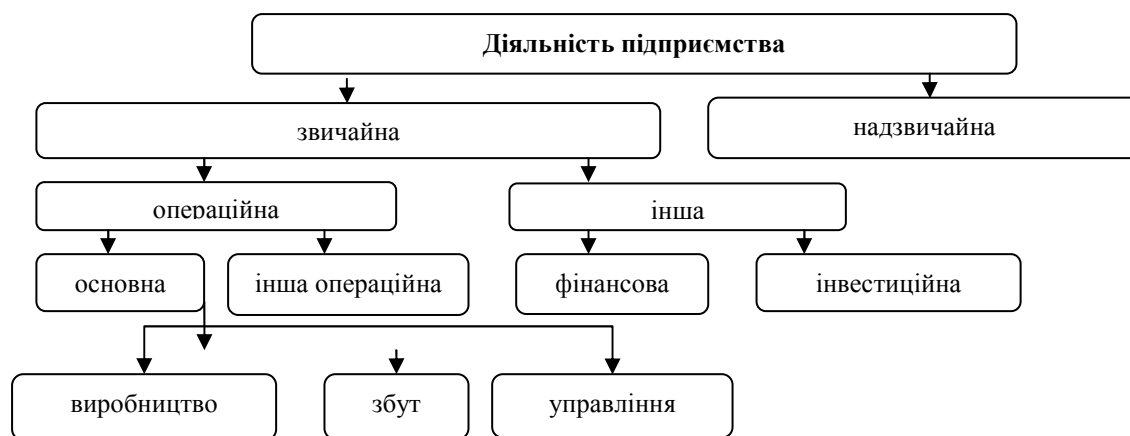 Діяльність підприємства
звичайна
надзвичайна
операційна
інша
основна
інша операційна
фінансова
інвестиційна
виробництво
збут
управління